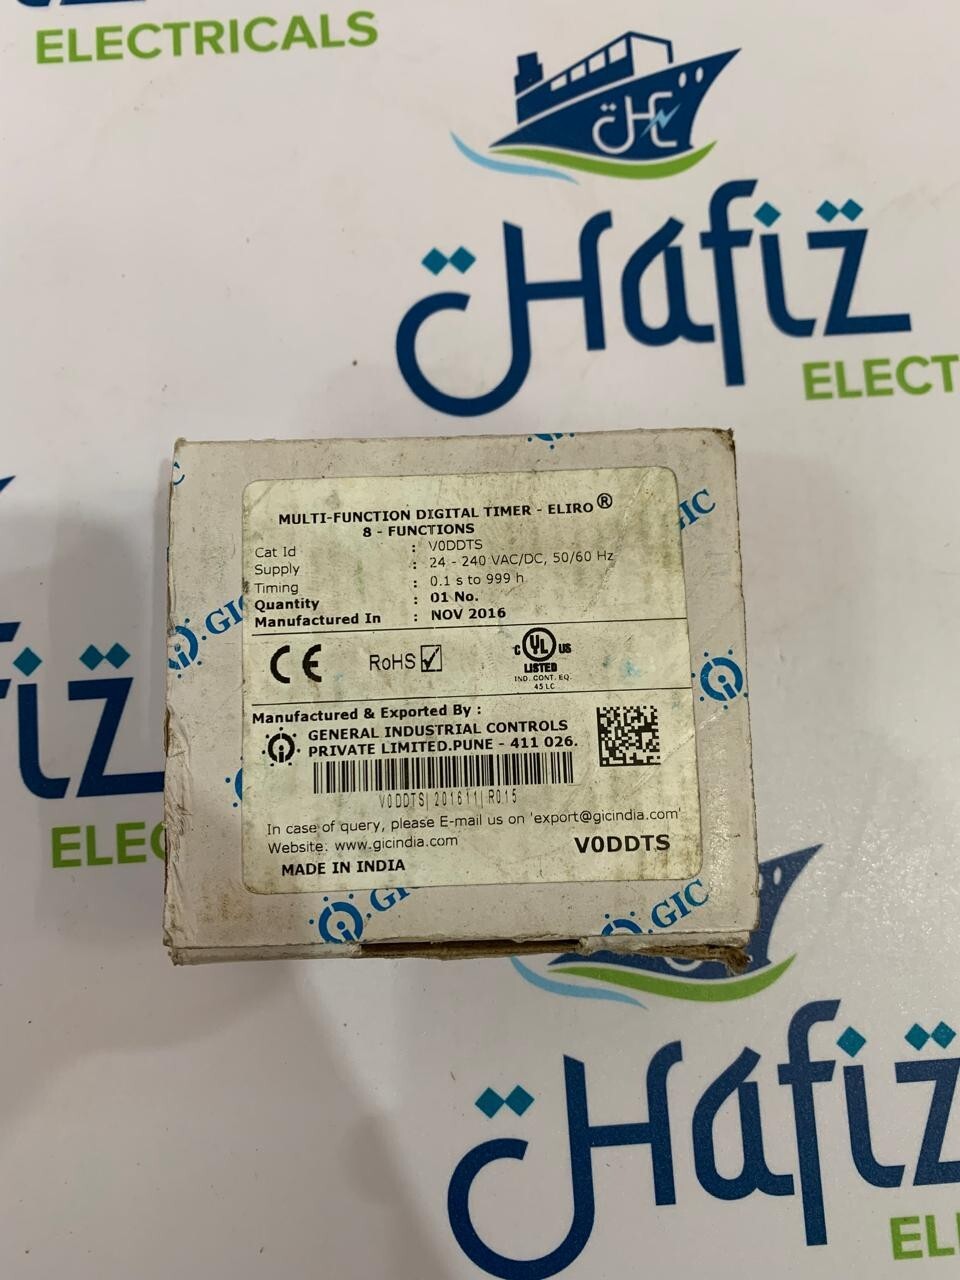 ELECTRICALS
Hafiz
ELECT
MULTI-FUNCTION DIGITAL TIMER - ELIRO®
8 - FUNCTIONS
Cat Id : V0DDTS
Supply : 24 - 240 VAC/DC, 50/60 Hz
Timing : 0.1 s to 999 h
Quantity : 01 No.
Manufactured In : NOV 2016
GIC
GIC
CE RoHS C UL US
LISTED
IND. CONT. EQ.
45 LC
Manufactured & Exported By :
GENERAL INDUSTRIAL CONTROLS
PRIVATE LIMITED.PUNE - 411 026.
V0DDTS|201611|R015
In case of query, please E-mail us on 'export@gicindia.com'
Website: www.gicindia.com
V0DDTS
MADE IN INDIA
GIC
GIC
iz
ELEC
Hafiz
EL